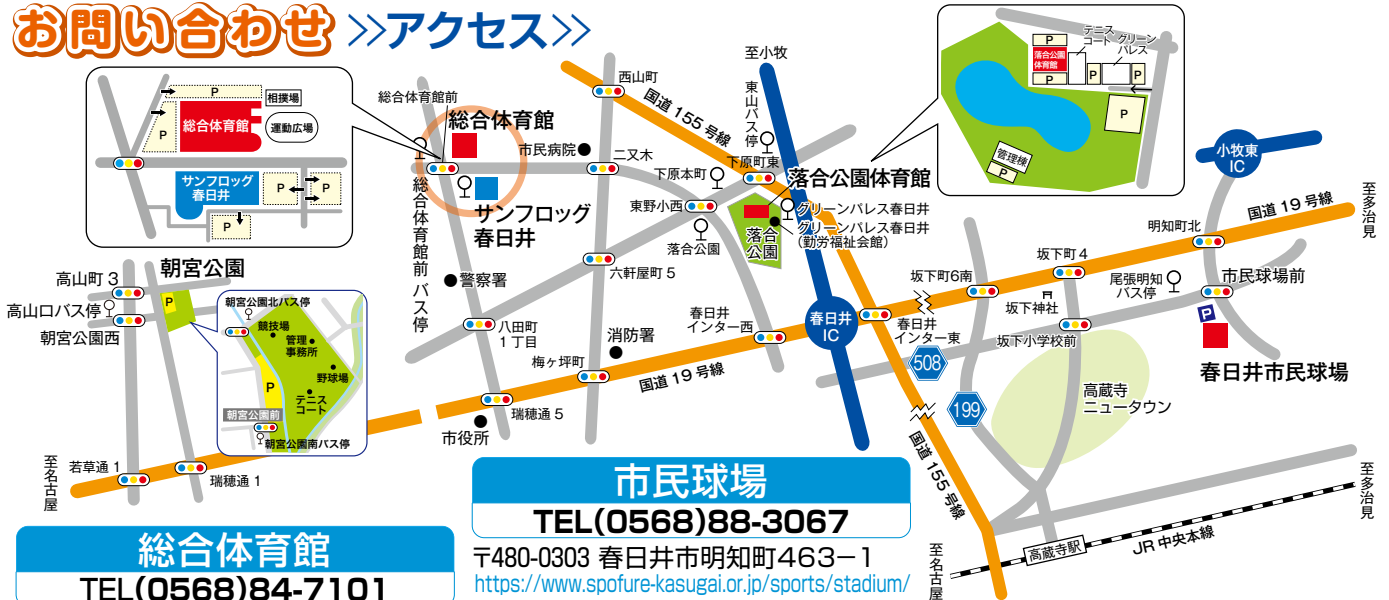 お問い合わせ >>アクセス>>
P
相撲場
総合体育館
運動広場
P
サンフロッグ
春日井
P
P
P
総合体育館前
総合体育館
市民病院
サンフロッグ
春日井
総合体育館前 バス停
西山町
国道155号線
二又木
至小牧
東山バス停
下原町東
下原本町
東野小西
落合公園
落合公園体育館
グリーンパレス春日井
グリーンパレス春日井
(勤労福祉会館)
落合
公園
P
落合公園
体育館
P
テニス
コート
グリーン
パレス
P
P
P
管理棟
P
小牧東
IC
至多治見
国道19号線
明知町北
坂下町4
坂下町6南
尾張明知
バス停
市民球場前
坂下神社
坂下小学校前
P
春日井市民球場
朝宮公園
高山町3
高山口バス停
朝宮公園西
P
朝宮公園北バス停
競技場
管理
事務所
野球場
P
テニス
コート
朝宮公園前
朝宮公園南バス停
警察署
六軒屋町5
八田町
1丁目
消防署
春日井
インター西
春日井
IC
春日井
インター東
508
199
高蔵寺
ニュータウン
梅ヶ坪町
国道19号線
瑞穂通5
市役所
至名古屋
若草通1
瑞穂通1
国道155号線
至多治見
高蔵寺駅
JR中央本線
至名古屋
市民球場
TEL(0568)88-3067
〒480-0303 春日井市明知町463－1
https://www.spofure-kasugai.or.jp/sports/stadium/
総合体育館
TEL(0568)84-7101